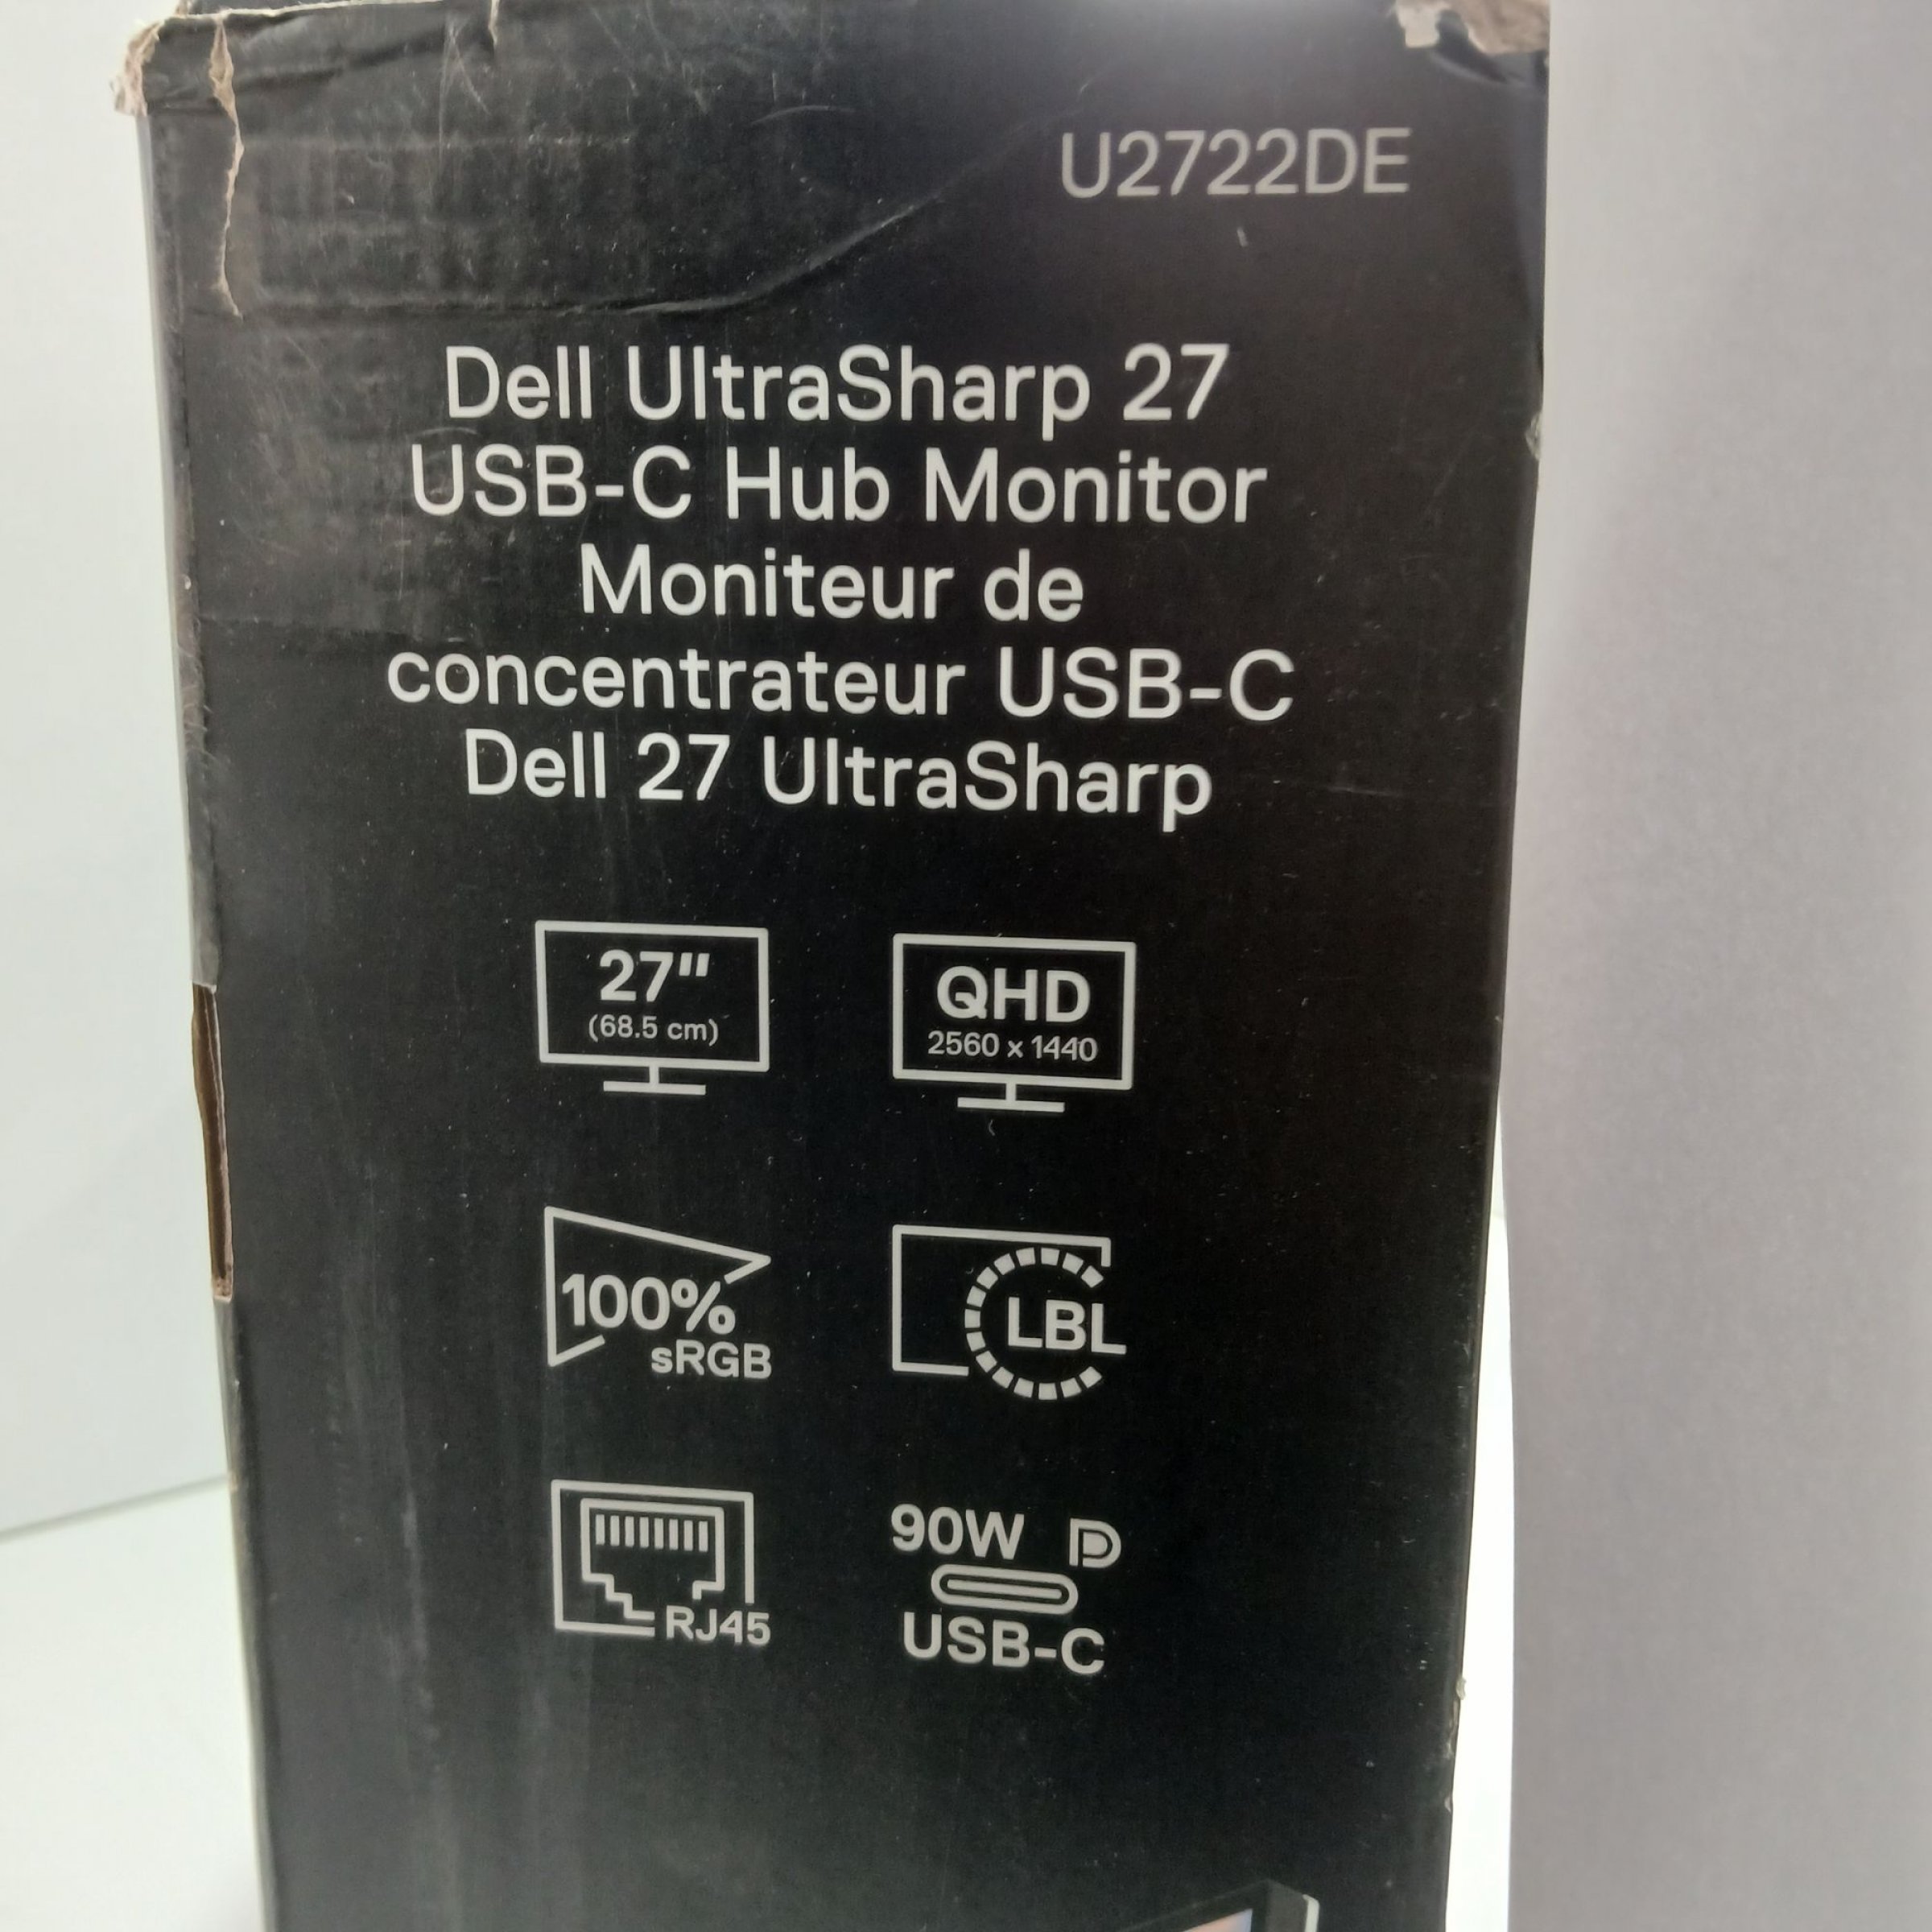 U2722DE
Dell UltraSharp 27
USB-C Hub Monitor
Moniteur de
concentrateur USB-C
Dell 27 UltraSharp
27"
(68.5 cm)
QHD
2560 x 1440
100%
sRGB
LBL
RJ45
90W D
USB-C